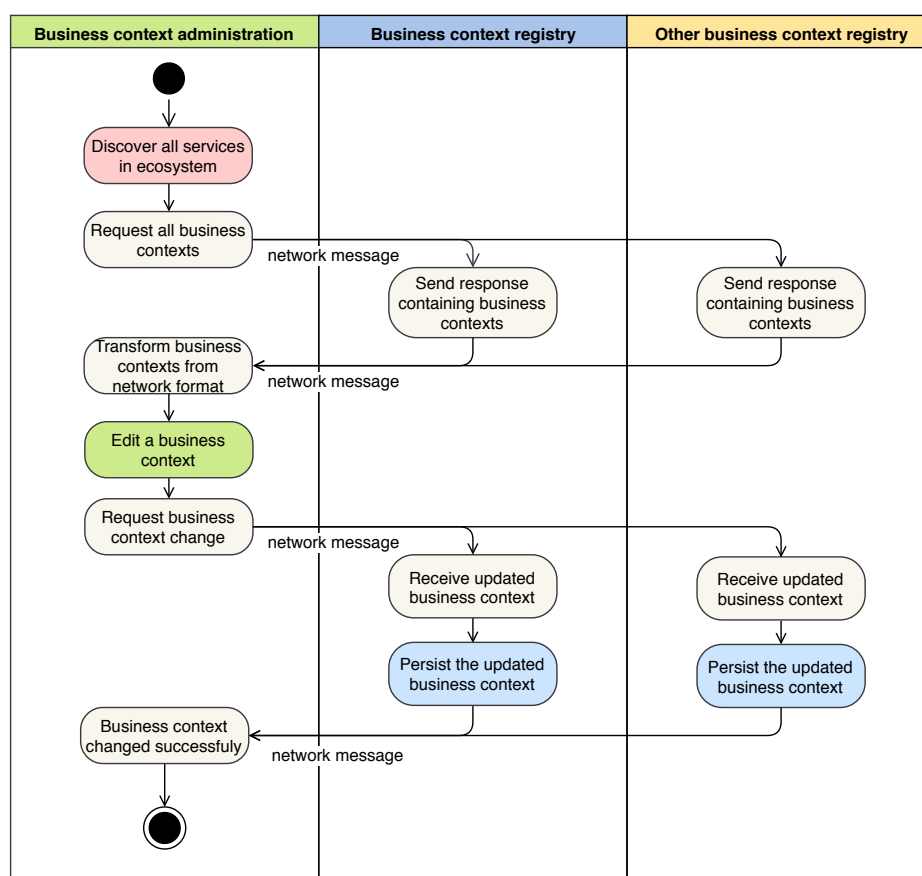 Business context administration
Business context registry
Other business context registry
Discover all services
in ecosystem
Request all business
contexts
network message
Send response
containing business
contexts
Send response
containing business
contexts
Transform business
contexts from
network format
network message
Edit a business
context
Request business
context change
network message
Receive updated
business context
Receive updated
business context
Persist the updated
business context
Persist the updated
business context
Business context
changed successfuly
network message